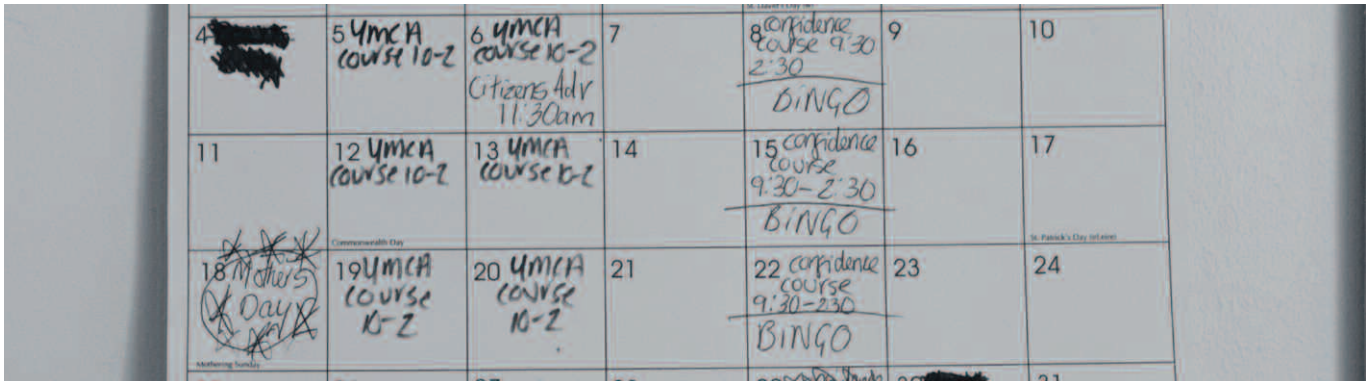 4
5 YMCA
course 10-2
6 YMCA
course 10-2
Citizens Adv
11:30am
7
8 confidence
course 9:30
2:30
BINGO
9
10
11
12 YMCA
course 10-2
Commonwealth Day
13 YMCA
course 10-2
14
15 confidence
course
9:30-2:30
BINGO
16
17
St. Patrick's Day
18 Mothers
Day
Mothering Sunday
19 YMCA
course
10-2
20 YMCA
course
10-2
21
22 confidence
course
9:30-230
BINGO
23
24